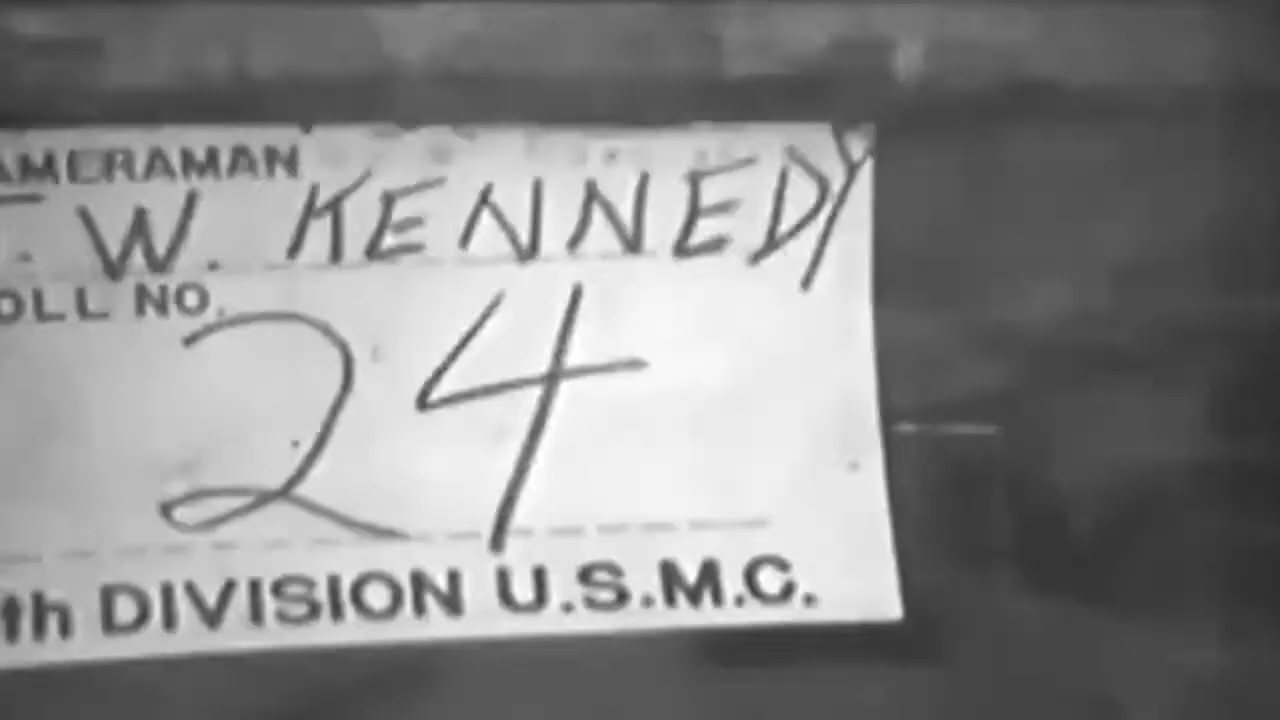 AMERAMAN
. W. KENNEDY
OLL NO.
24
th DIVISION U.S.M.C.